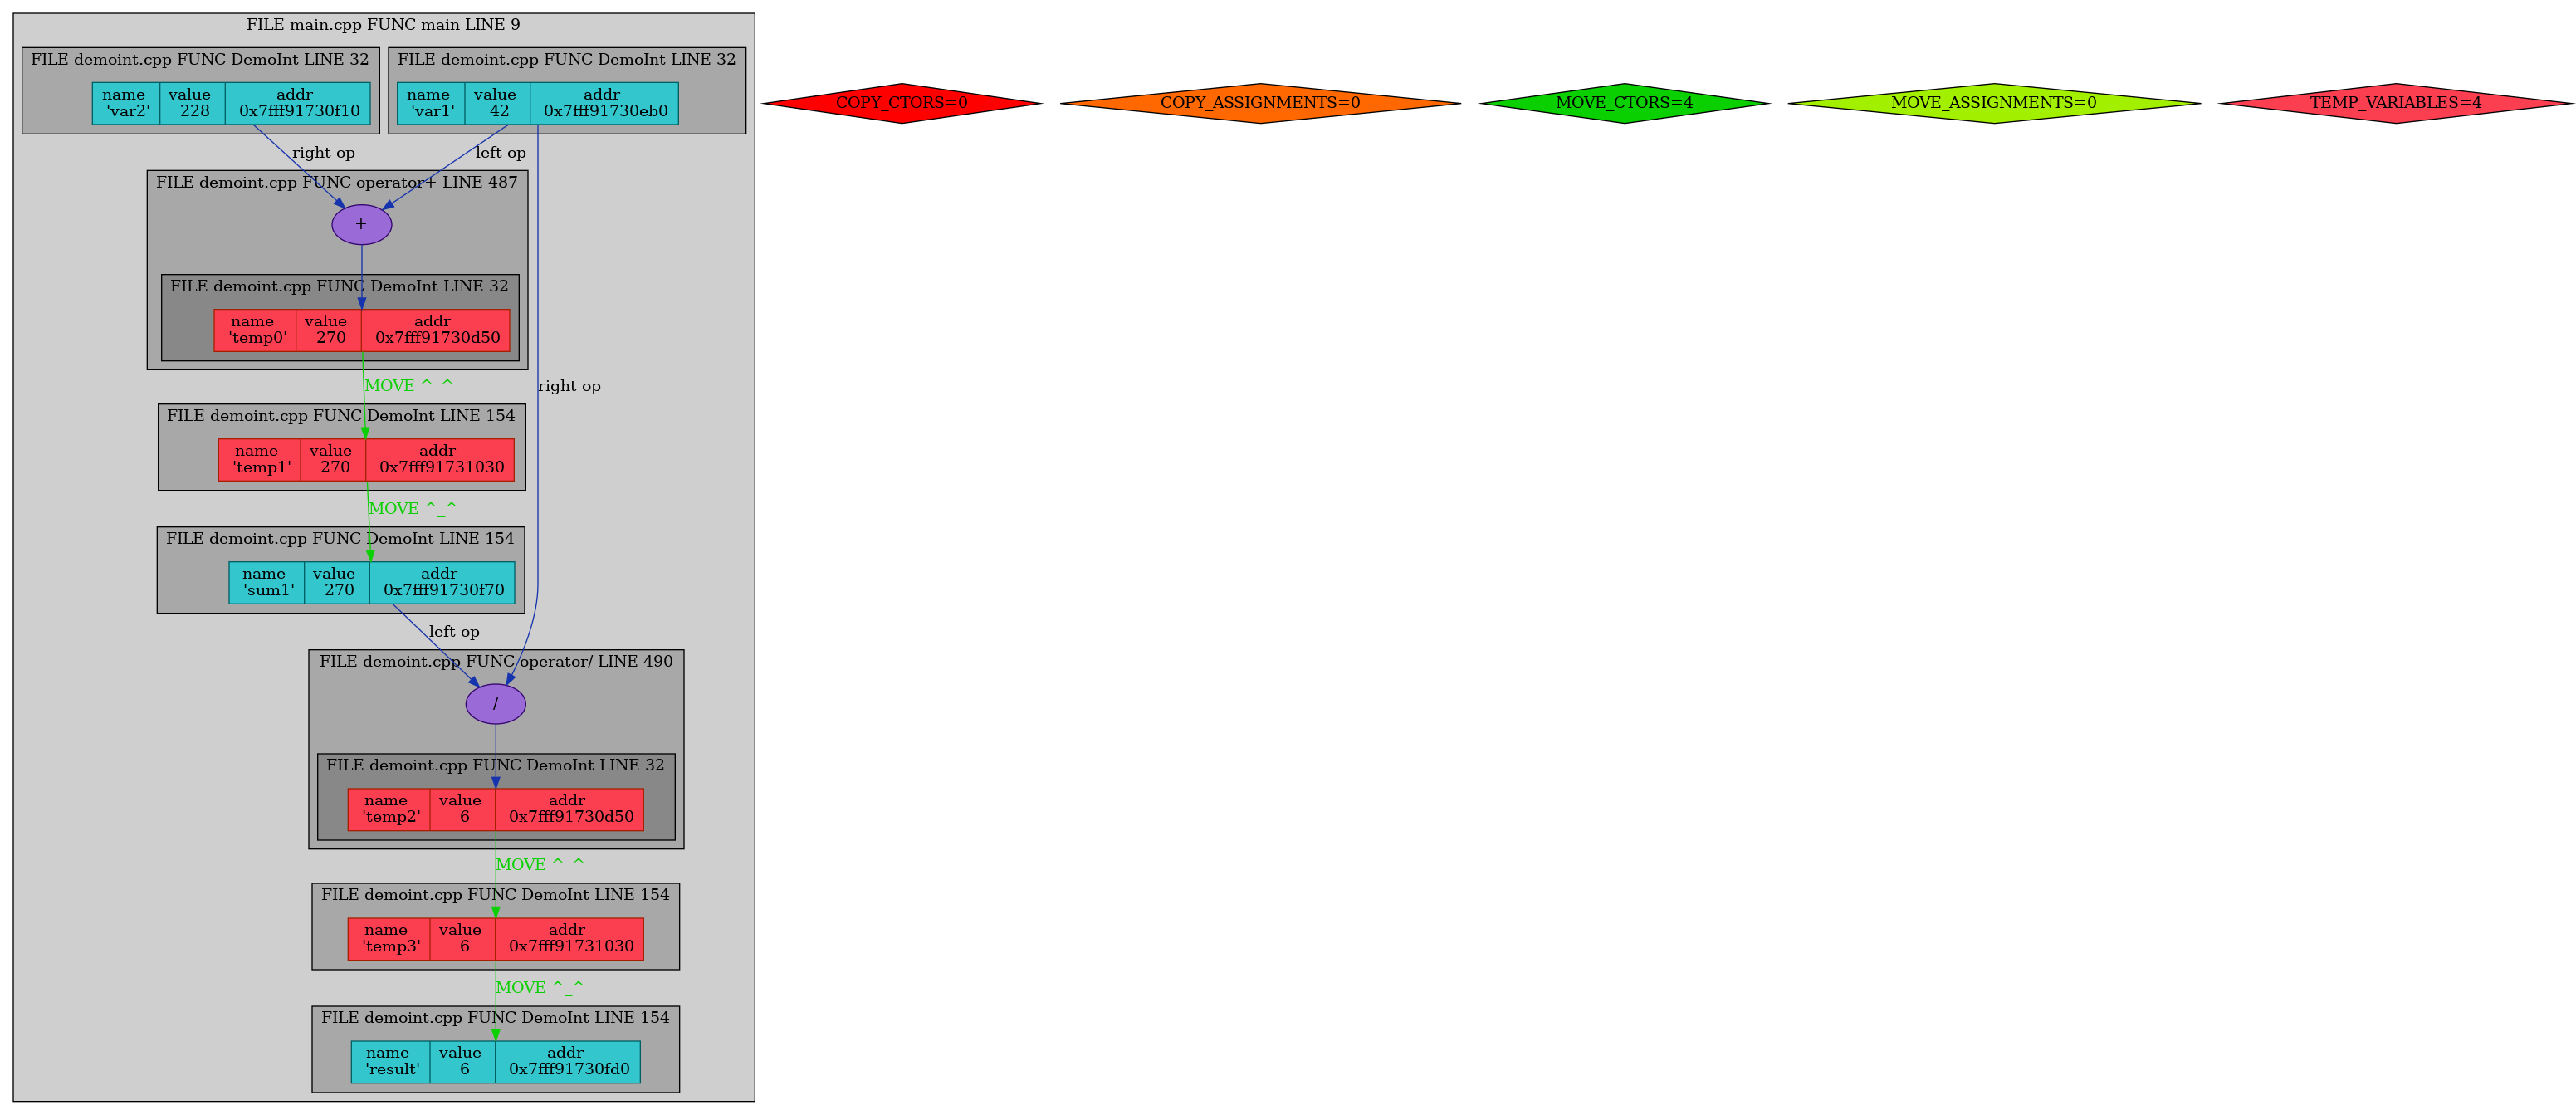 FILE main.cpp FUNC main LINE 9
FILE demoint.cpp FUNC DemoInt LINE 32
name value addr
'var2' 228 0x7fff91730f10
FILE demoint.cpp FUNC DemoInt LINE 32
name value addr
'var1' 42 0x7fff91730eb0
COPY_CTORS=0
COPY_ASSIGNMENTS=0
MOVE_CTORS=4
MOVE_ASSIGNMENTS=0
TEMP_VARIABLES=4
right op
left op
FILE demoint.cpp FUNC operator+ LINE 487
+
FILE demoint.cpp FUNC DemoInt LINE 32
name value addr
'temp0' 270 0x7fff91730d50
MOVE ^_^
right op
FILE demoint.cpp FUNC DemoInt LINE 154
name value addr
'temp1' 270 0x7fff91731030
MOVE ^_^
FILE demoint.cpp FUNC DemoInt LINE 154
name value addr
'sum1' 270 0x7fff91730f70
left op
FILE demoint.cpp FUNC operator/ LINE 490
/
FILE demoint.cpp FUNC DemoInt LINE 32
name value addr
'temp2' 6 0x7fff91730d50
MOVE ^_^
FILE demoint.cpp FUNC DemoInt LINE 154
name value addr
'temp3' 6 0x7fff91731030
MOVE ^_^
FILE demoint.cpp FUNC DemoInt LINE 154
name value addr
'result' 6 0x7fff91730fd0